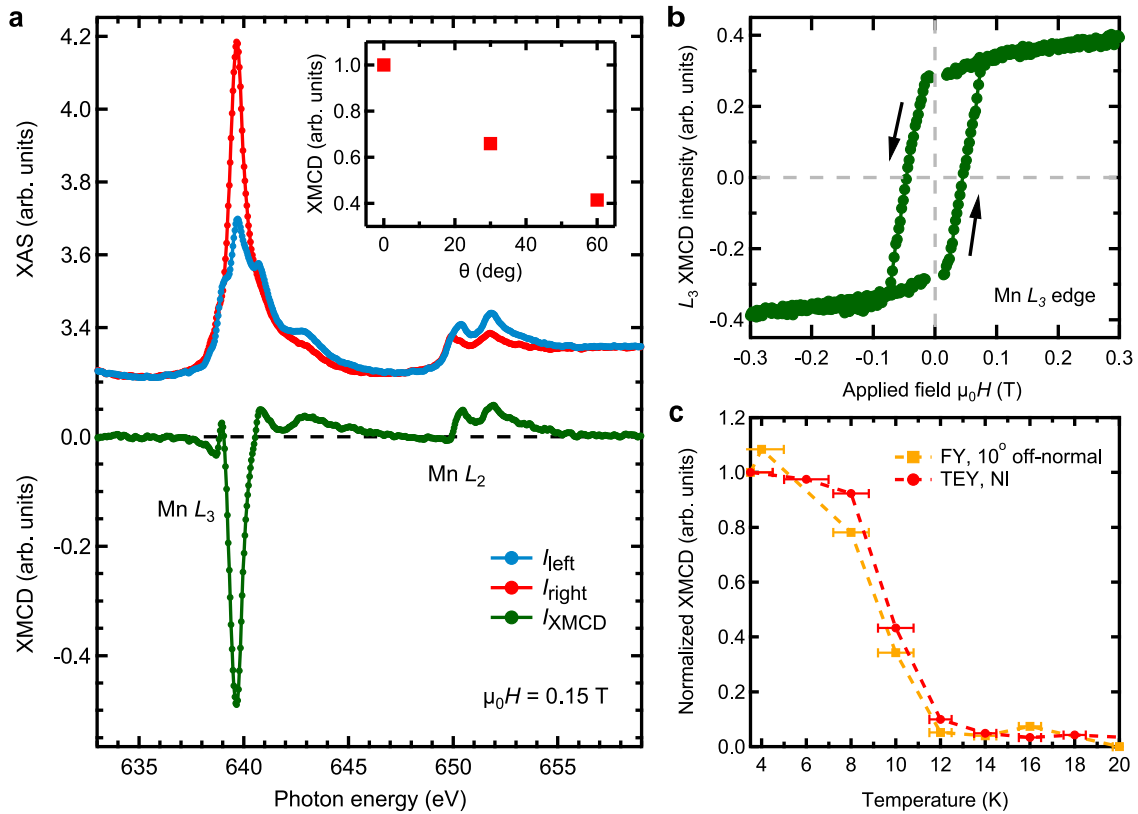 a
4.2
4.0
3.8
3.6
3.4
XAS (arb. units)
0.0
-0.2
-0.4
XMCD (arb. units)
1.0
0.8
0.6
0.4
XMCD (arb. units)
0
20
40
60
θ (deg)
Mn L3
Mn L2
Ileft
Iright
IXMCD
μ0H = 0.15 T
635
640
645
650
655
Photon energy (eV)
b
0.4
0.2
0.0
-0.2
-0.4
L3 XMCD intensity (arb. units)
Mn L3 edge
-0.3
-0.2
-0.1
0.0
0.1
0.2
0.3
Applied field μ0H (T)
c
1.2
1.0
0.8
0.6
0.4
0.2
0.0
Normalized XMCD (arb. units)
FY, 10° off-normal
TEY, NI
4
6
8
10
12
14
16
18
20
Temperature (K)